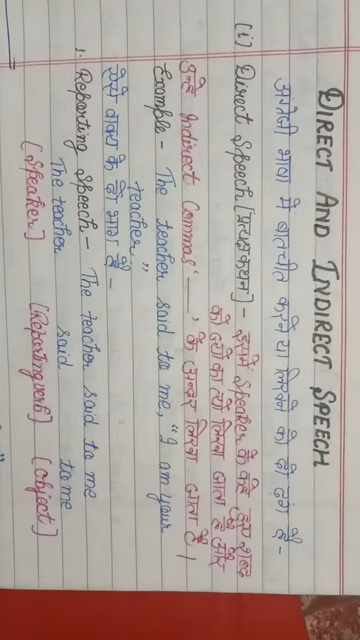 DIRECT AND INDIRECT SPEECH
अंग्रेजी भाषा में बातचीत करने या लिखने को दो ढंग हैं -
(i) Direct Speech [प्रत्यक्ष कथन] - इसमें Speaker के कहे हुए शब्द
को ज्यों का त्यों लिखा जाता है और
उन्हें Indirect Commas ' — ' के अन्दर लिखा जाता है।
Example - The teacher said to me, "I am your
teacher."
ऐसे वाक्य के दो भाग हैं -
1. Reporting Speech - The teacher said to me
The teacher said to me
[Speaker] [Reporting verb] [object]